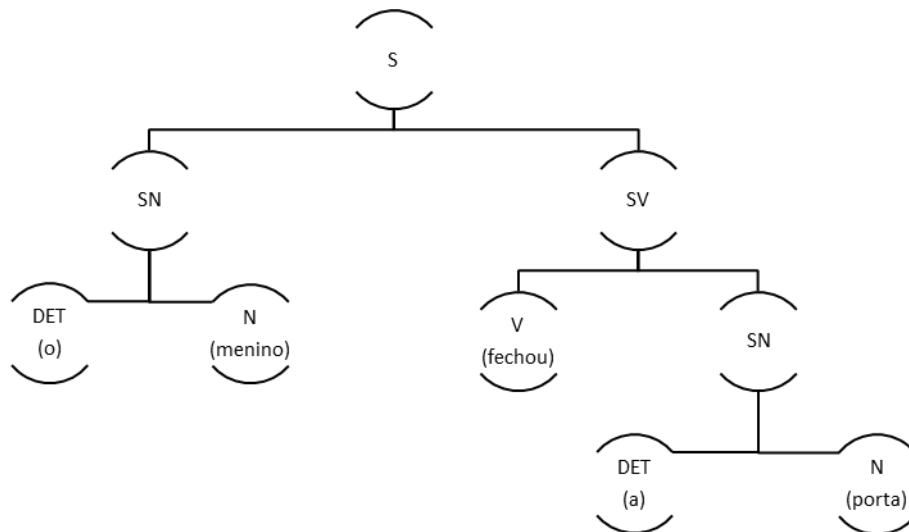 S
SN
SV
DET
(o)
N
(menino)
V
(fechou)
SN
DET
(a)
N
(porta)